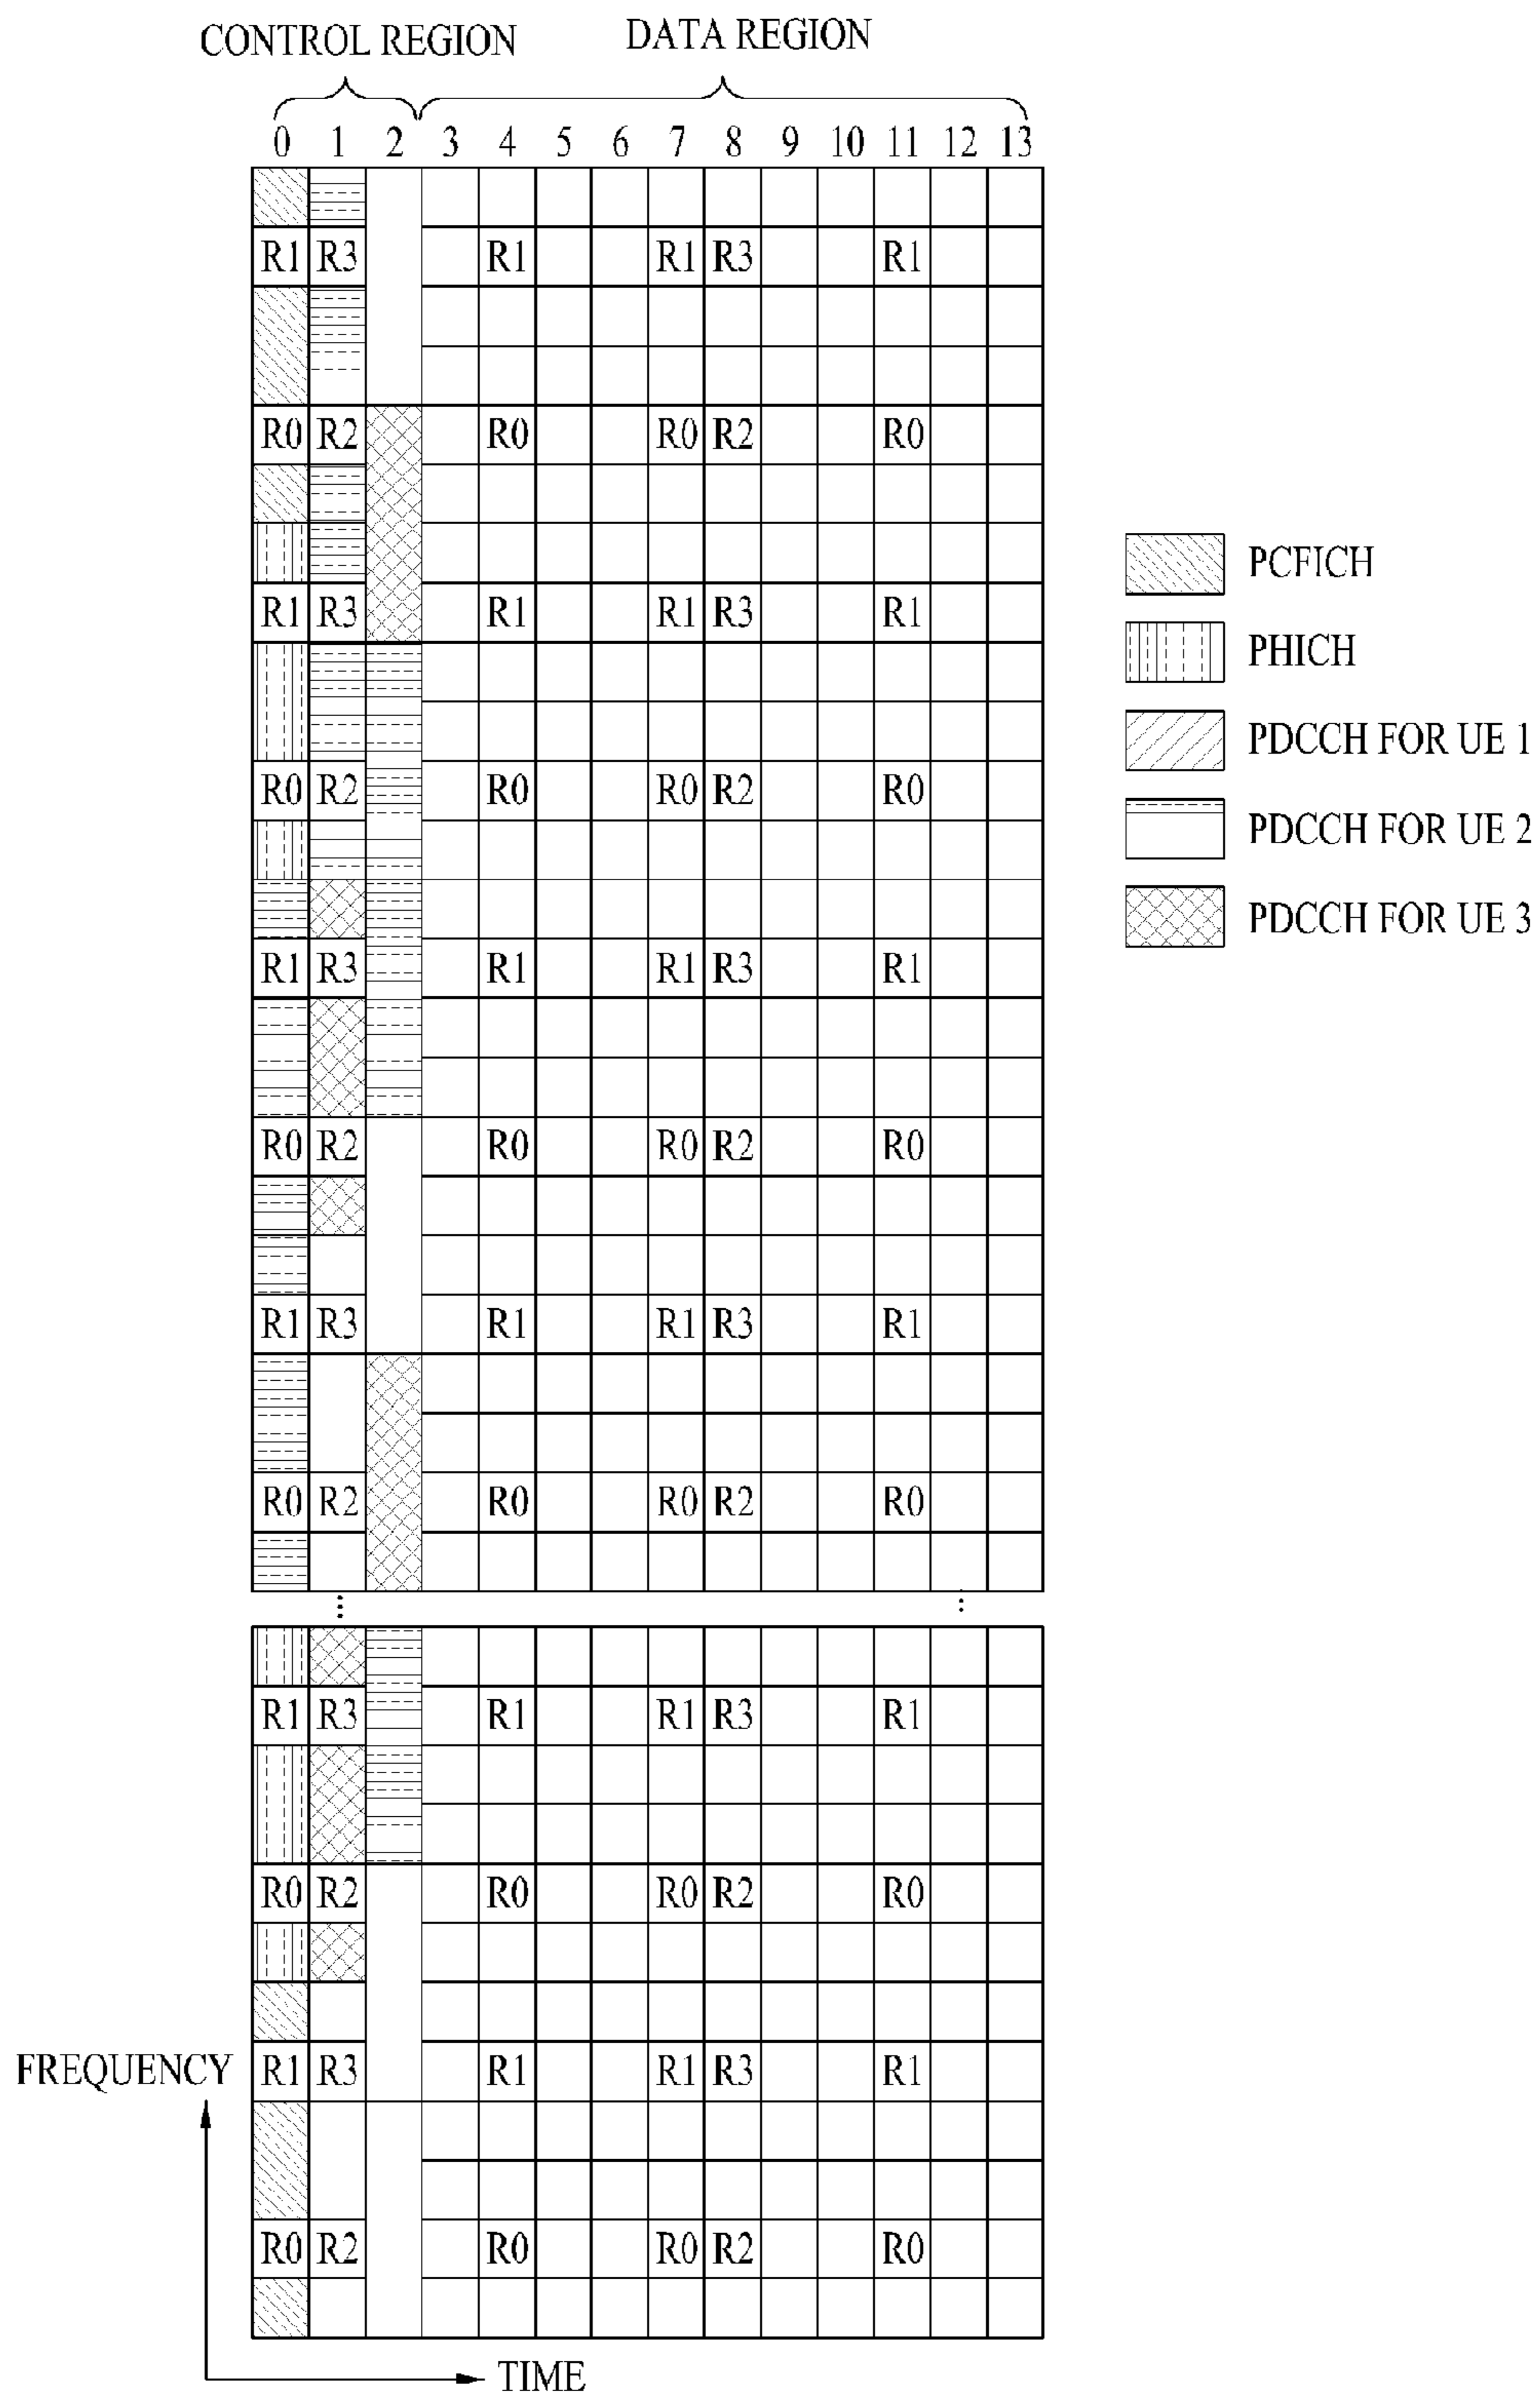 CONTROL REGION DATA REGION
0 1 2 3 4 5 6 7 8 9 10 11 12 13
R1 R3 R1 R1 R3 R1
R0 R2 R0 R0 R2 R0
R1 R3 R1 R1 R3 R1
R0 R2 R0 R0 R2 R0
R1 R3 R1 R1 R3 R1
R0 R2 R0 R0 R2 R0
R1 R3 R1 R1 R3 R1
R0 R2 R0 R0 R2 R0
R1 R3 R1 R1 R3 R1
R0 R2 R0 R0 R2 R0
R1 R3 R1 R1 R3 R1
R0 R2 R0 R0 R2 R0
PCFICH
PHICH
PDCCH FOR UE 1
PDCCH FOR UE 2
PDCCH FOR UE 3
FREQUENCY
TIME